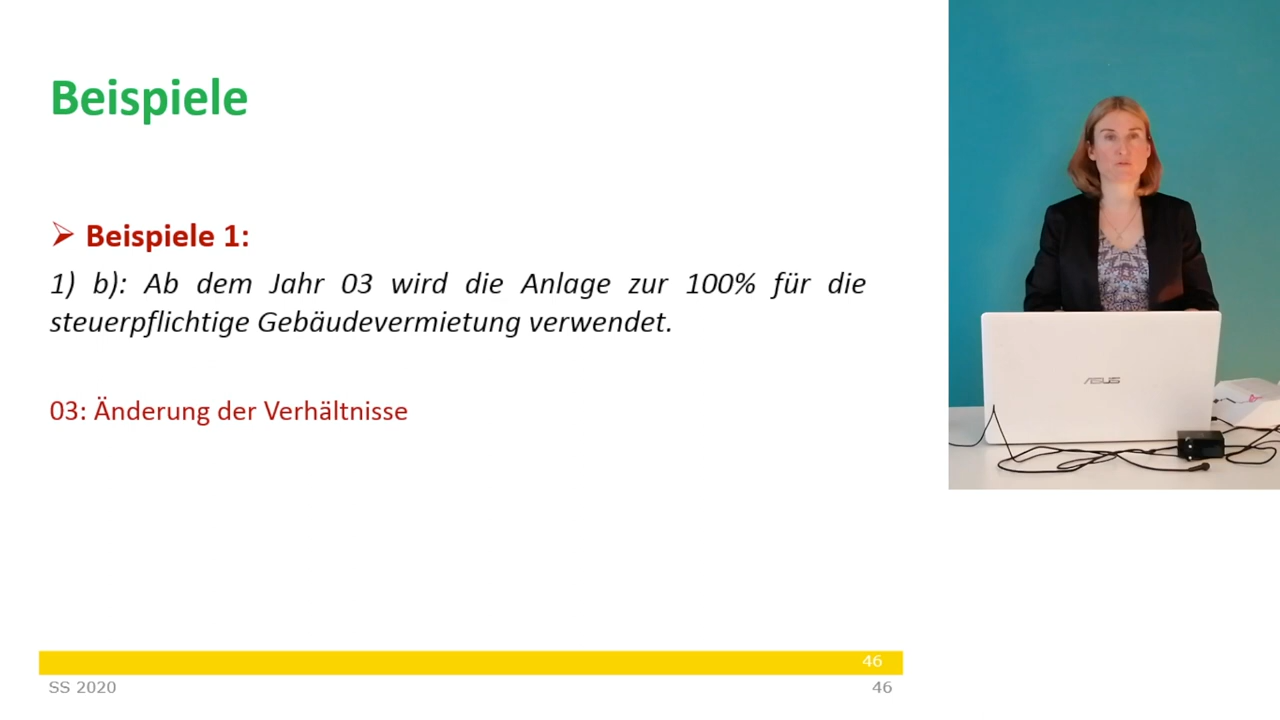 Beispiele
➢ Beispiele 1:
1) b): Ab dem Jahr 03 wird die Anlage zur 100% für die
steuerpflichtige Gebäudevermietung verwendet.
03: Änderung der Verhältnisse
46
SS 2020
46
ASUS